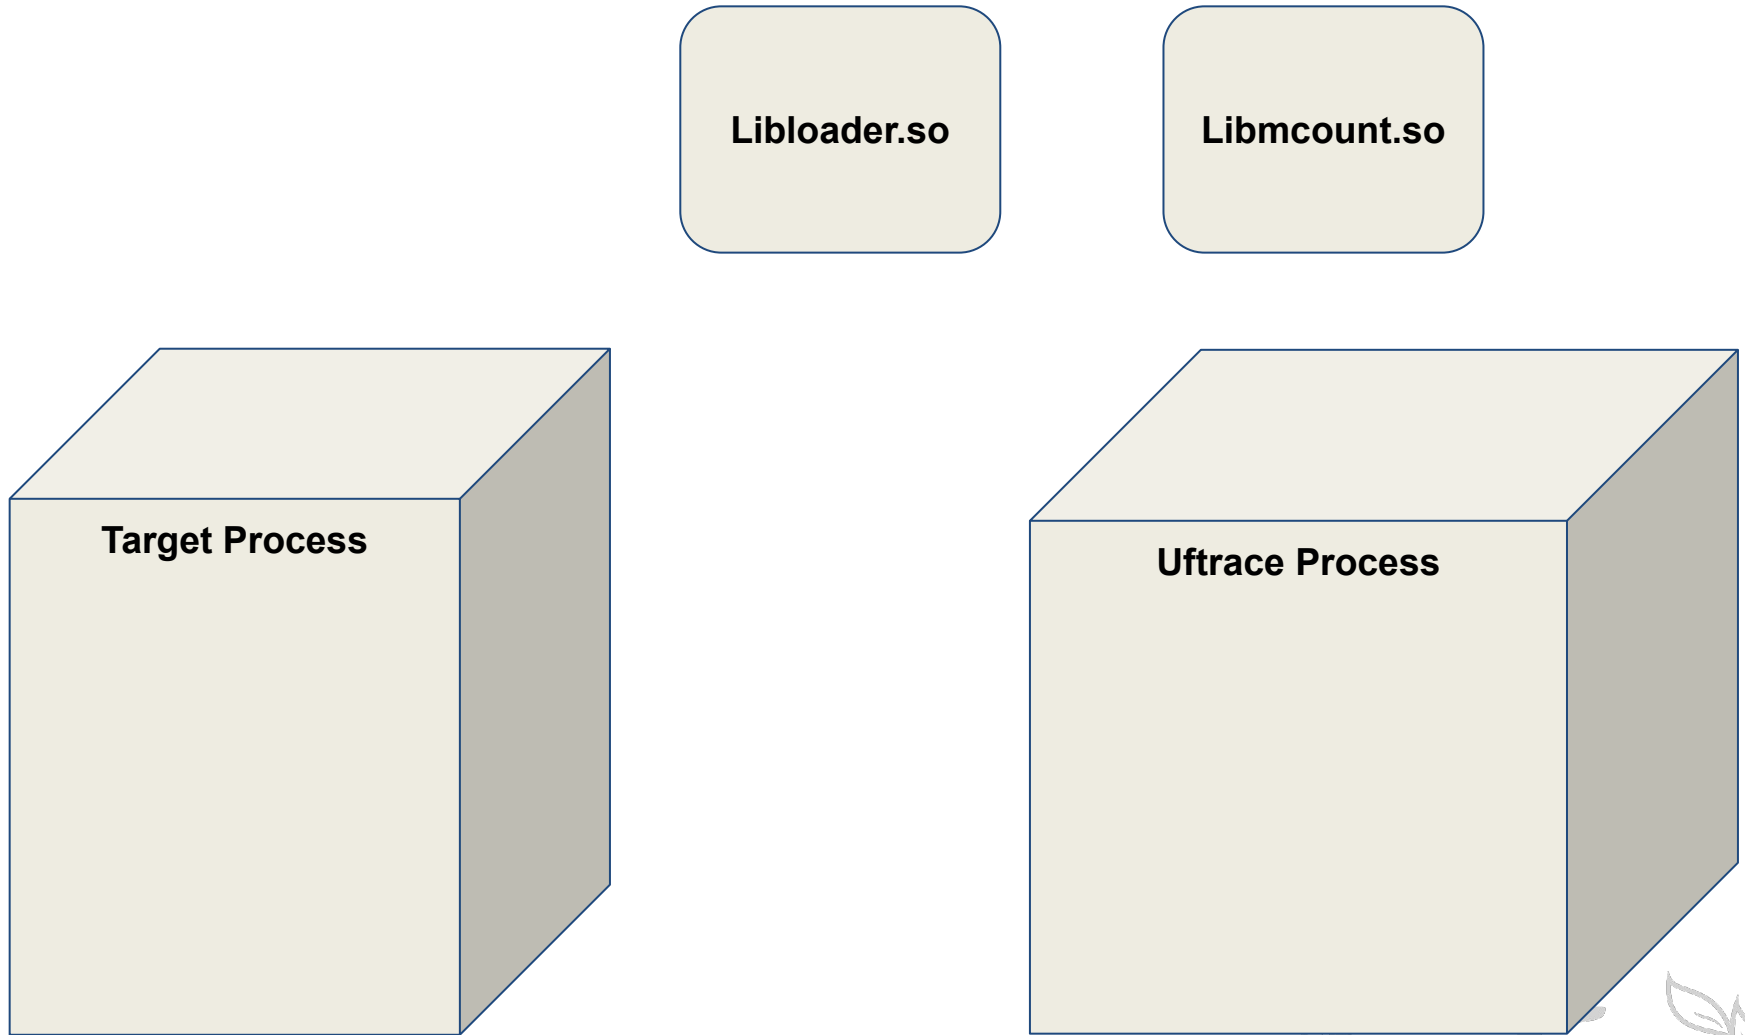 Libloader.so
Libmcount.so
Target Process
Uftrace Process